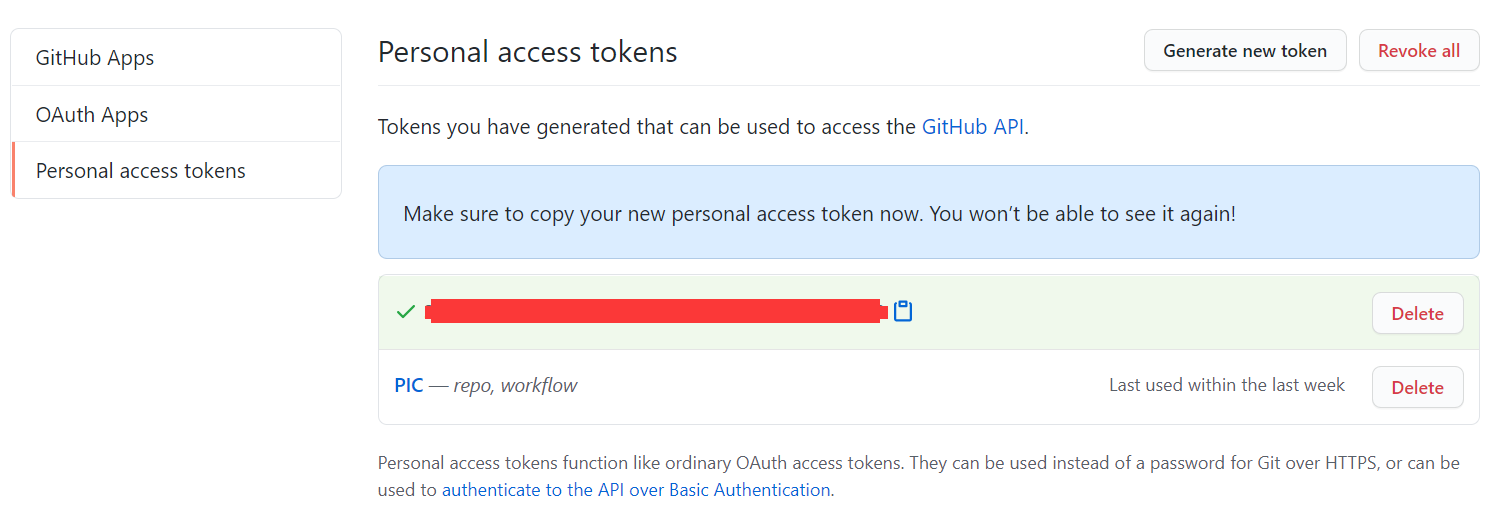 GitHub Apps
OAuth Apps
Personal access tokens
Personal access tokens
Generate new token
Revoke all
Tokens you have generated that can be used to access the GitHub API.
Make sure to copy your new personal access token now. You won’t be able to see it again!
Delete
PIC — repo, workflow
Last used within the last week
Delete
Personal access tokens function like ordinary OAuth access tokens. They can be used instead of a password for Git over HTTPS, or can be
used to authenticate to the API over Basic Authentication.